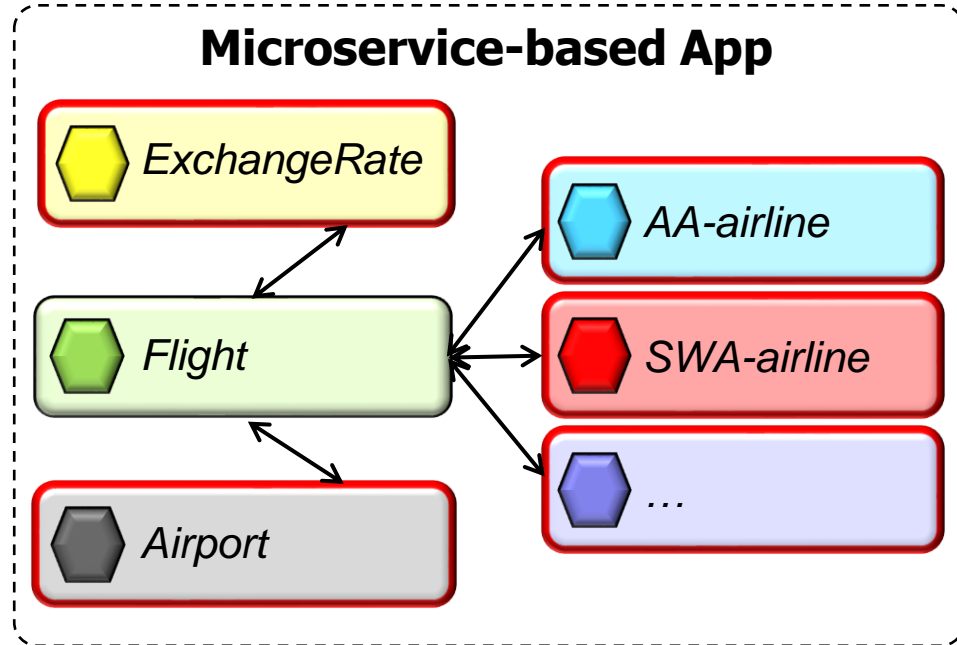 Microservice-based App
ExchangeRate
AA-airline
Flight
SWA-airline
…
Airport